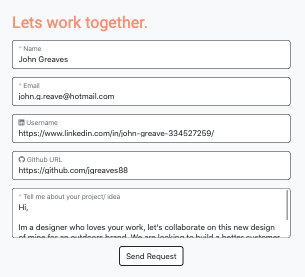 Lets work together.
* Name
John Greaves
* Email
john.g.reave@hotmail.com
Username
https://www.linkedin.com/in/john-greave-334527259/
Github URL
https://github.com/jgreaves88
* Tell me about your project/ idea
Hi,
Im a designer who loves your work, let's collaborate on this new design
of mine for an outdoors brand. We are looking to build a better customer
Send Request